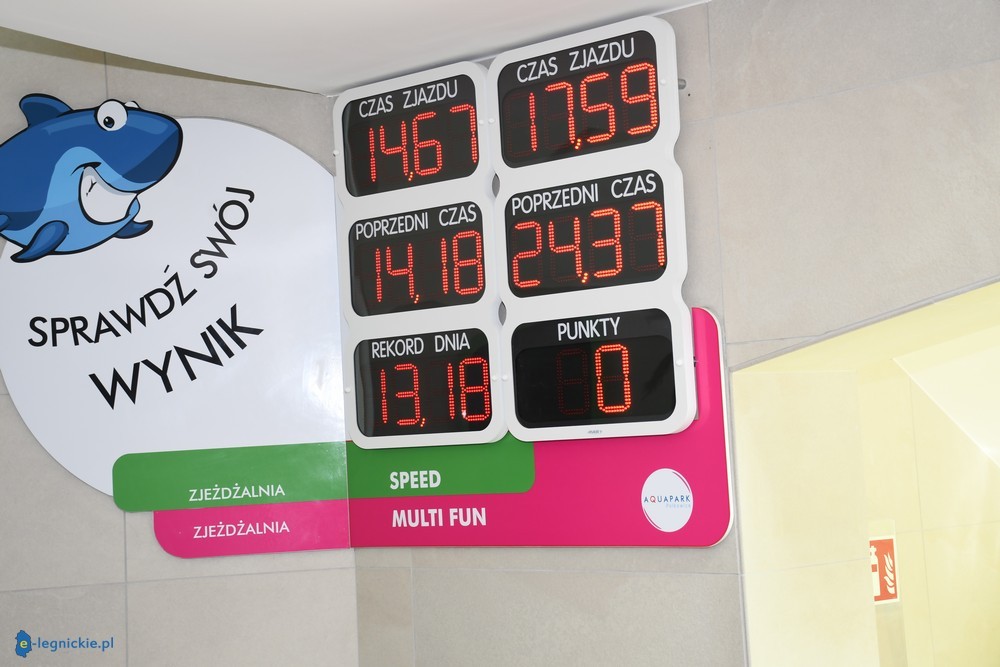 SPRAWDŹ SWÓJ
WYNIK
CZAS ZJAZDU
14,67
POPRZEDNI CZAS
14,18
REKORD DNIA
13,18
CZAS ZJAZDU
17,59
POPRZEDNI CZAS
24,37
PUNKTY
0
ZJEŻDŻALNIA SPEED
ZJEŻDŻALNIA MULTI FUN
AQUAPARK
e-legnickie.pl